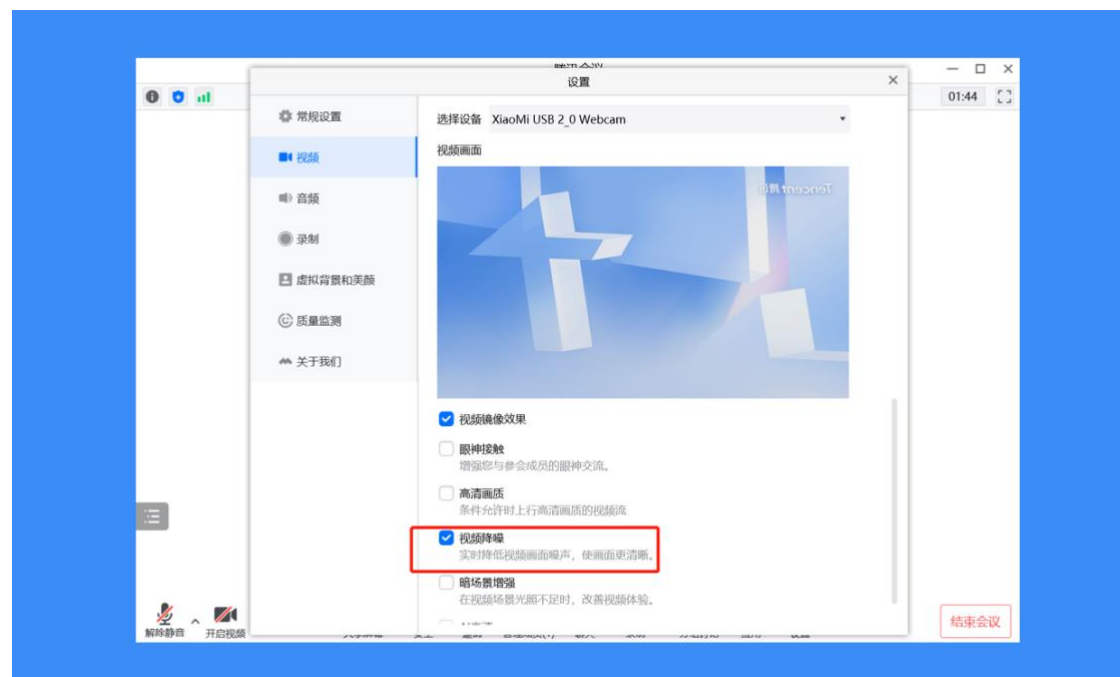 设置
01:44
常规设置
视频
音频
录制
虚拟背景和美颜
质量监测
关于我们
选择设备 XiaoMi USB 2_0 Webcam
视频画面
Tencent 腾讯
视频镜像效果
眼神接触
增强您与参会成员的眼神交流。
高清画质
条件允许时上行高清画质的视频流
视频降噪
实时降低视频画面噪声，使画面更清晰。
暗场景增强
在视频场景光照不足时，改善视频体验。
解除静音
开启视频
结束会议